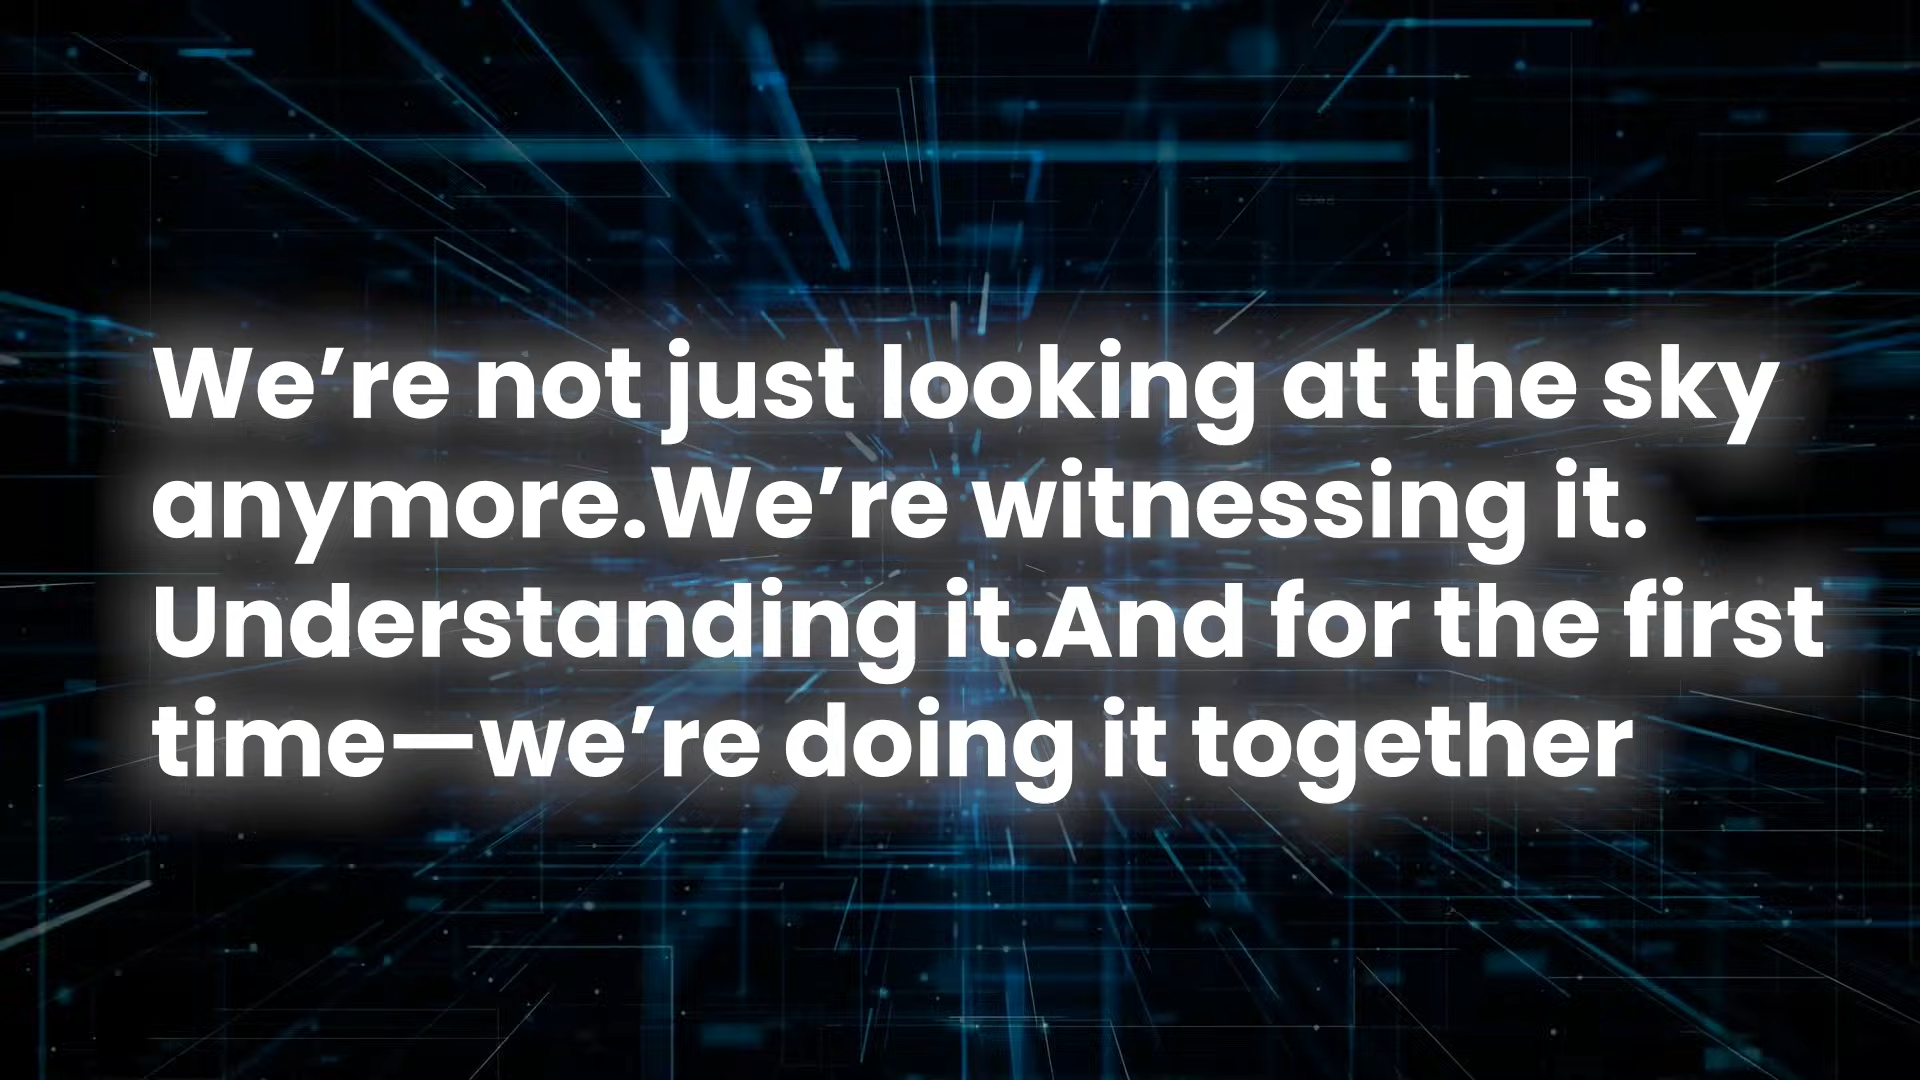 We’re not just looking at the sky
anymore.We’re witnessing it.
Understanding it.And for the first
time—we’re doing it together